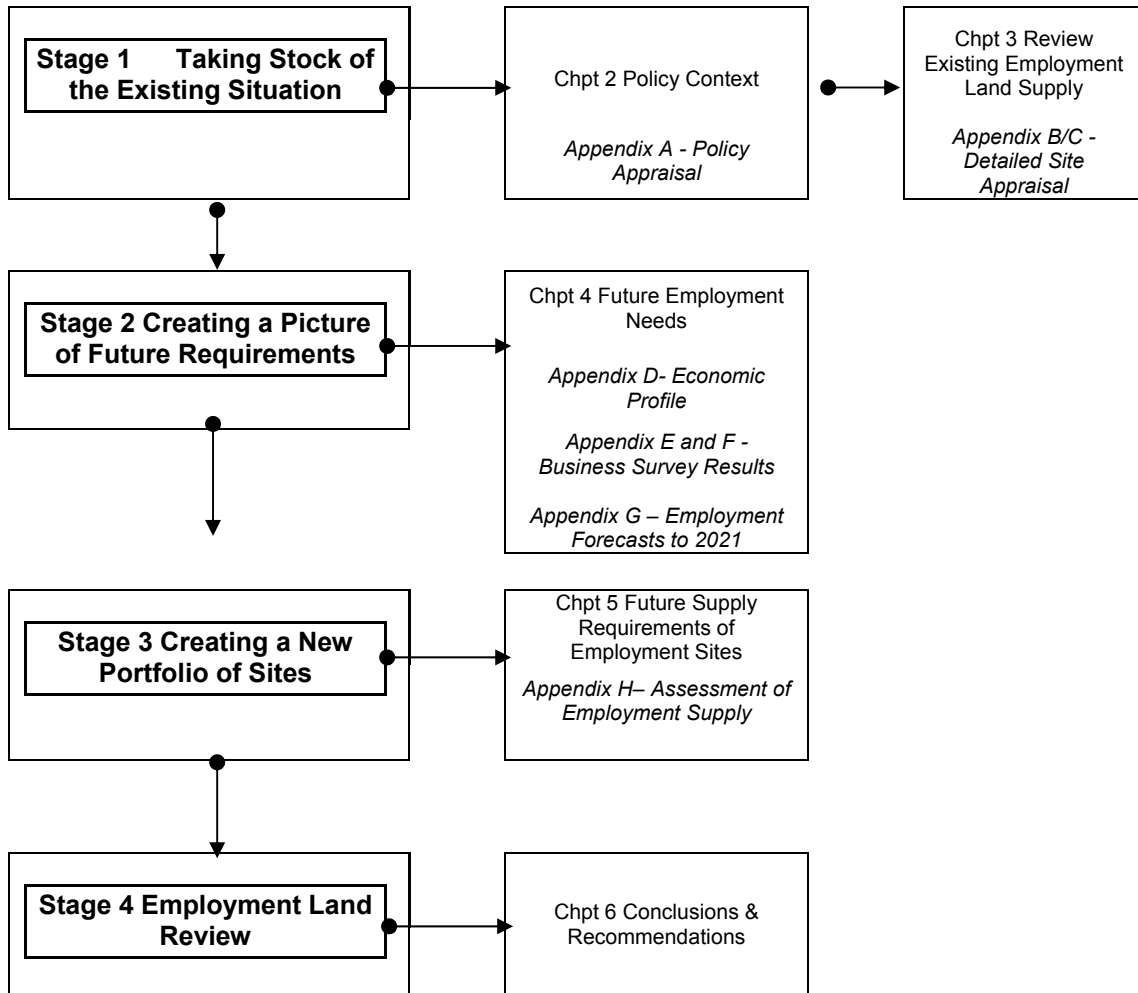 Stage 1 Taking Stock of
the Existing Situation
Chpt 2 Policy Context
Appendix A - Policy
Appraisal
Chpt 3 Review
Existing Employment
Land Supply
Appendix B/C -
Detailed Site
Appraisal
Stage 2 Creating a Picture
of Future Requirements
Chpt 4 Future Employment
Needs
Appendix D- Economic
Profile
Appendix E and F -
Business Survey Results
Appendix G – Employment
Forecasts to 2021
Stage 3 Creating a New
Portfolio of Sites
Chpt 5 Future Supply
Requirements of
Employment Sites
Appendix H– Assessment of
Employment Supply
Stage 4 Employment Land
Review
Chpt 6 Conclusions &
Recommendations